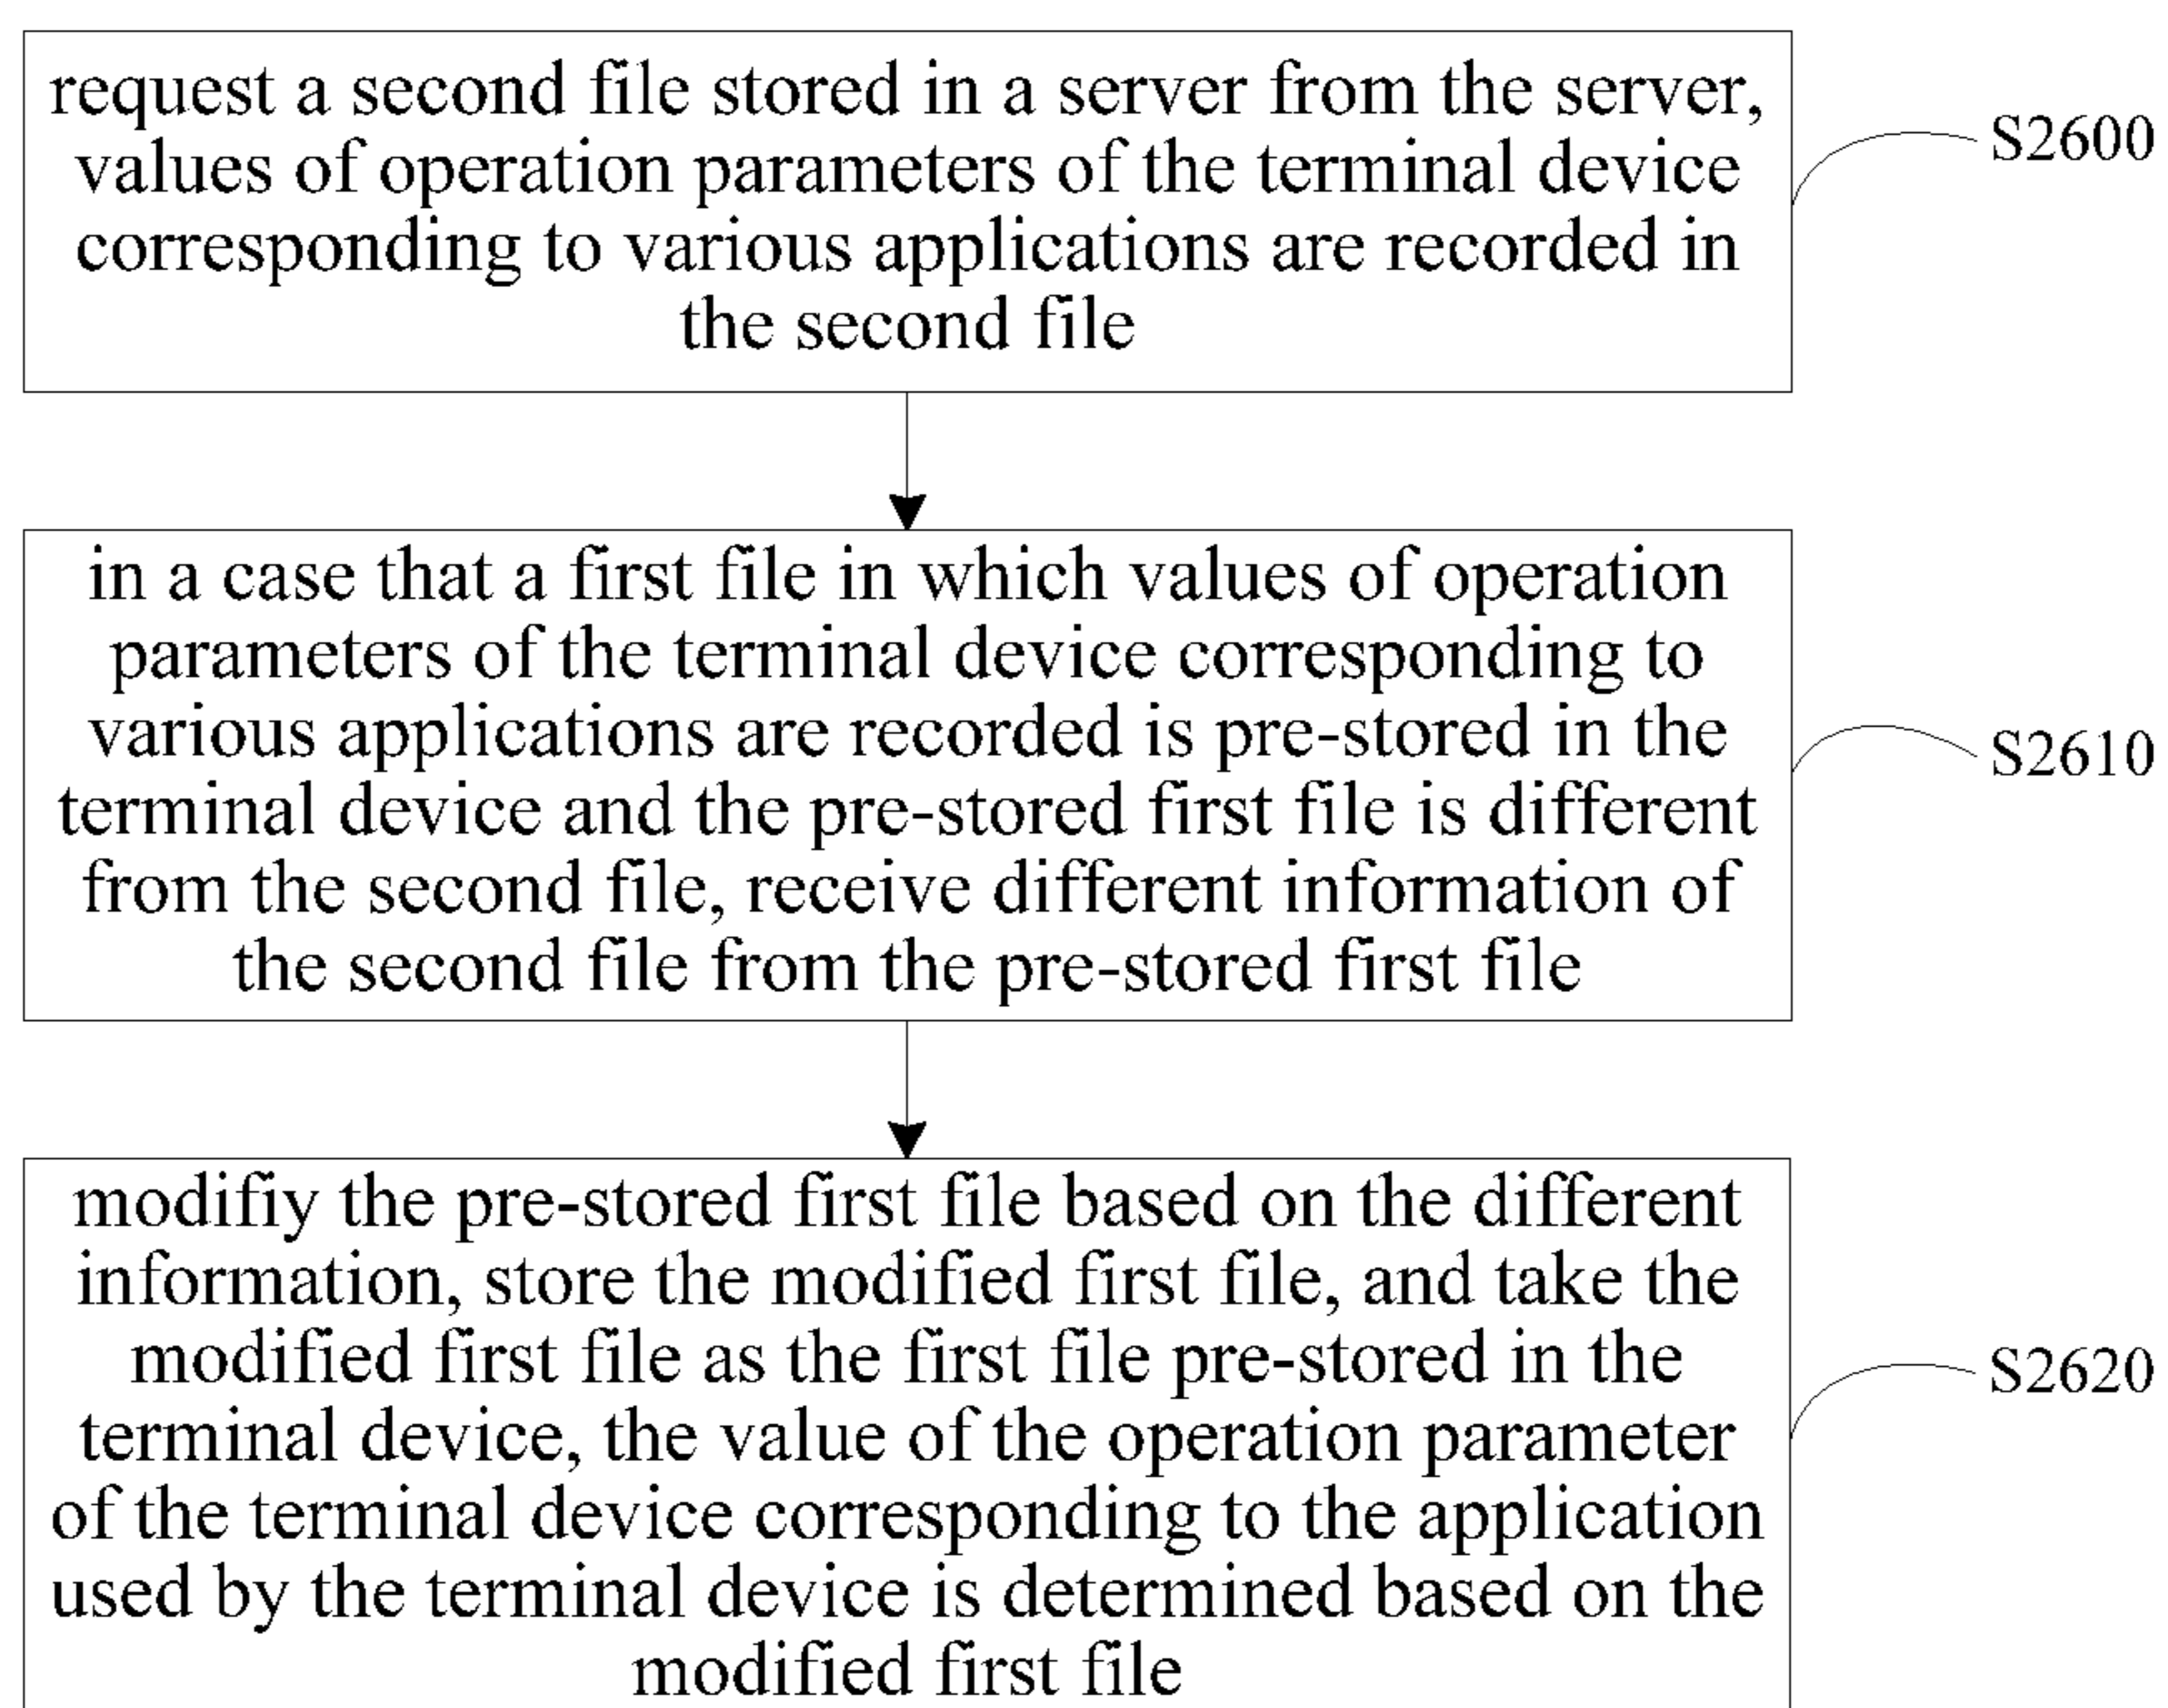 request a second file stored in a server from the server,
values of operation parameters of the terminal device
corresponding to various applications are recorded in
the second file
S2600
in a case that a first file in which values of operation
parameters of the terminal device corresponding to
various applications are recorded is pre-stored in the
terminal device and the pre-stored first file is different
from the second file, receive different information of
the second file from the pre-stored first file
S2610
modifiy the pre-stored first file based on the different
information, store the modified first file, and take the
modified first file as the first file pre-stored in the
terminal device, the value of the operation parameter
of the terminal device corresponding to the application
used by the terminal device is determined based on the
modified first file
S2620